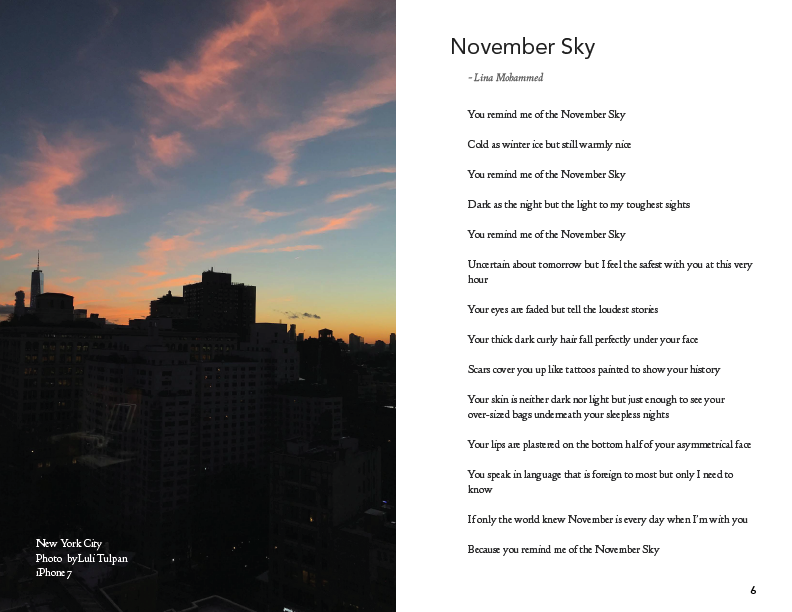 New York City
Photo  byLuli Tulpan
iPhone 7
November Sky
- Lina Mohammed
You remind me of the November Sky
Cold as winter ice but still warmly nice
You remind me of the November Sky
Dark as the night but the light to my toughest sights
You remind me of the November Sky
Uncertain about tomorrow but I feel the safest with you at this very
hour
Your eyes are faded but tell the loudest stories
Your thick dark curly hair fall perfectly under your face
Scars cover you up like tattoos painted to show your history
Your skin is neither dark nor light but just enough to see your
over-sized bags underneath your sleepless nights
Your lips are plastered on the bottom half of your asymmetrical face
You speak in language that is foreign to most but only I need to
know
If only the world knew November is every day when I'm with you
Because you remind me of the November Sky
6